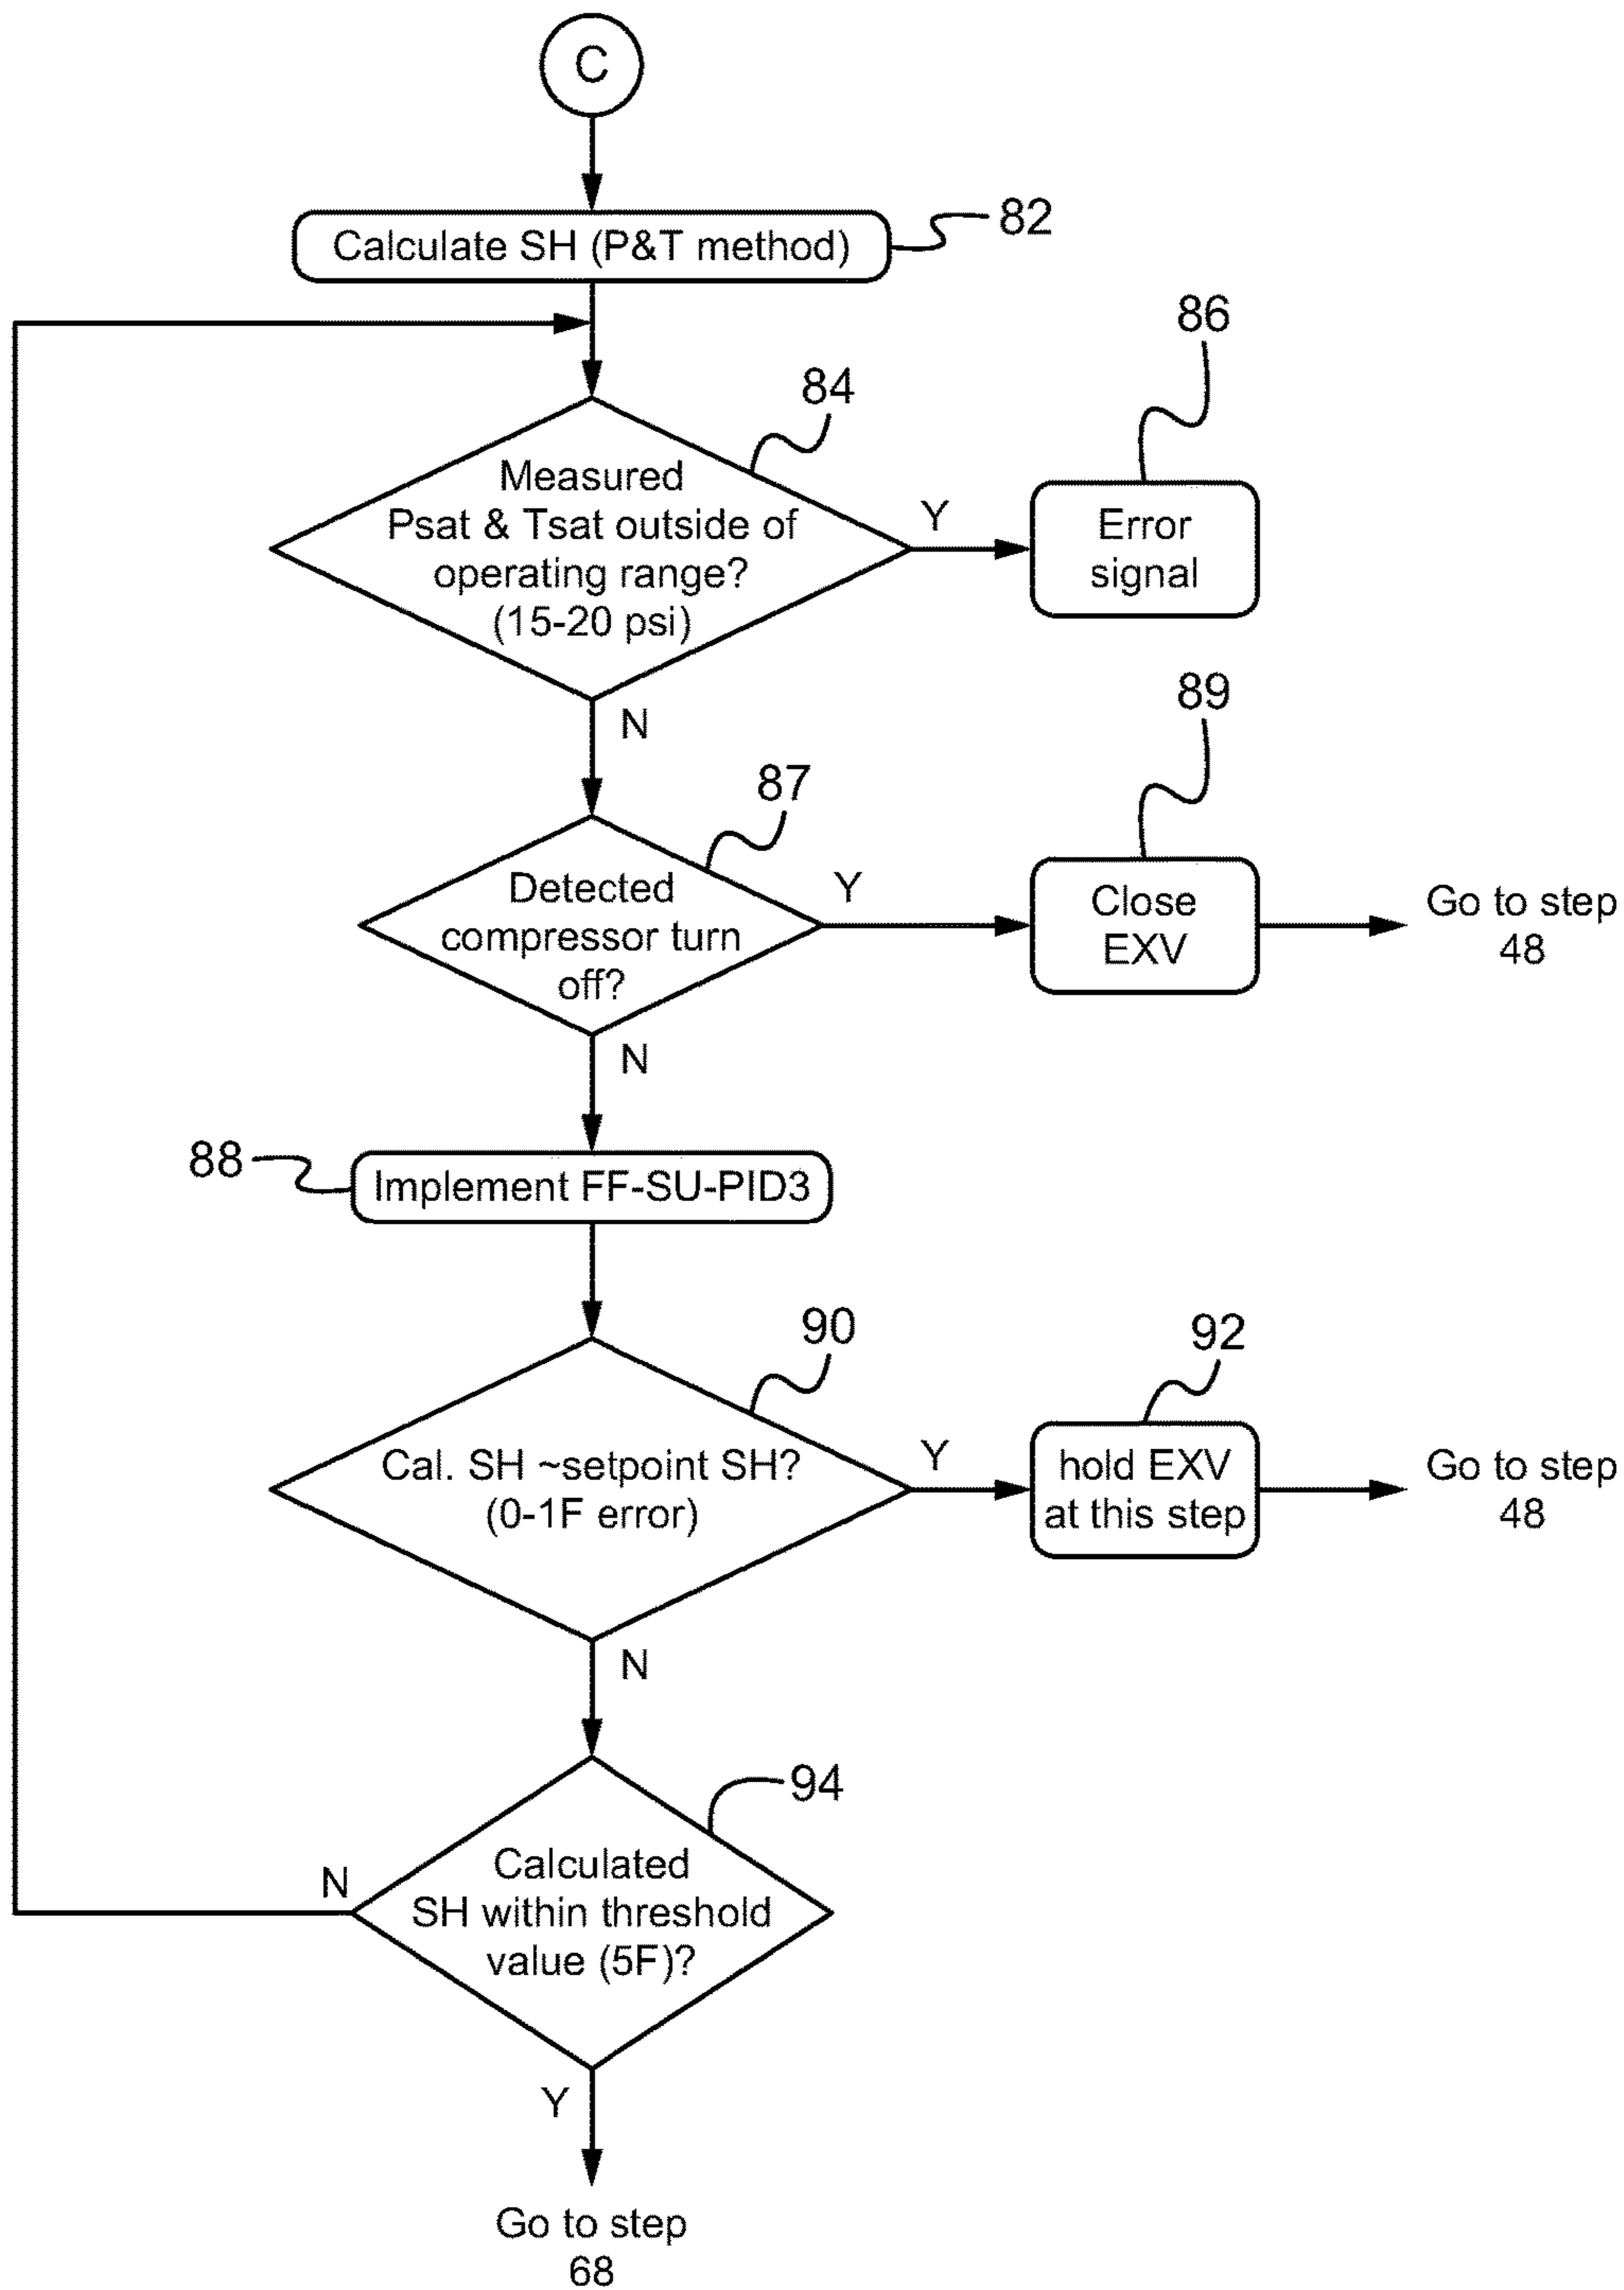 C
Calculate SH (P&T method)
82
84
Measured
Psat & Tsat outside of
operating range?
(15-20 psi)
Y
86
Error
signal
N
87
Detected
compressor turn
off?
Y
89
Close
EXV
Go to step
48
N
88
Implement FF-SU-PID3
90
Cal. SH ~setpoint SH?
(0-1F error)
Y
92
hold EXV
at this step
Go to step
48
N
94
Calculated
SH within threshold
value (5F)?
N
Y
Go to step
68